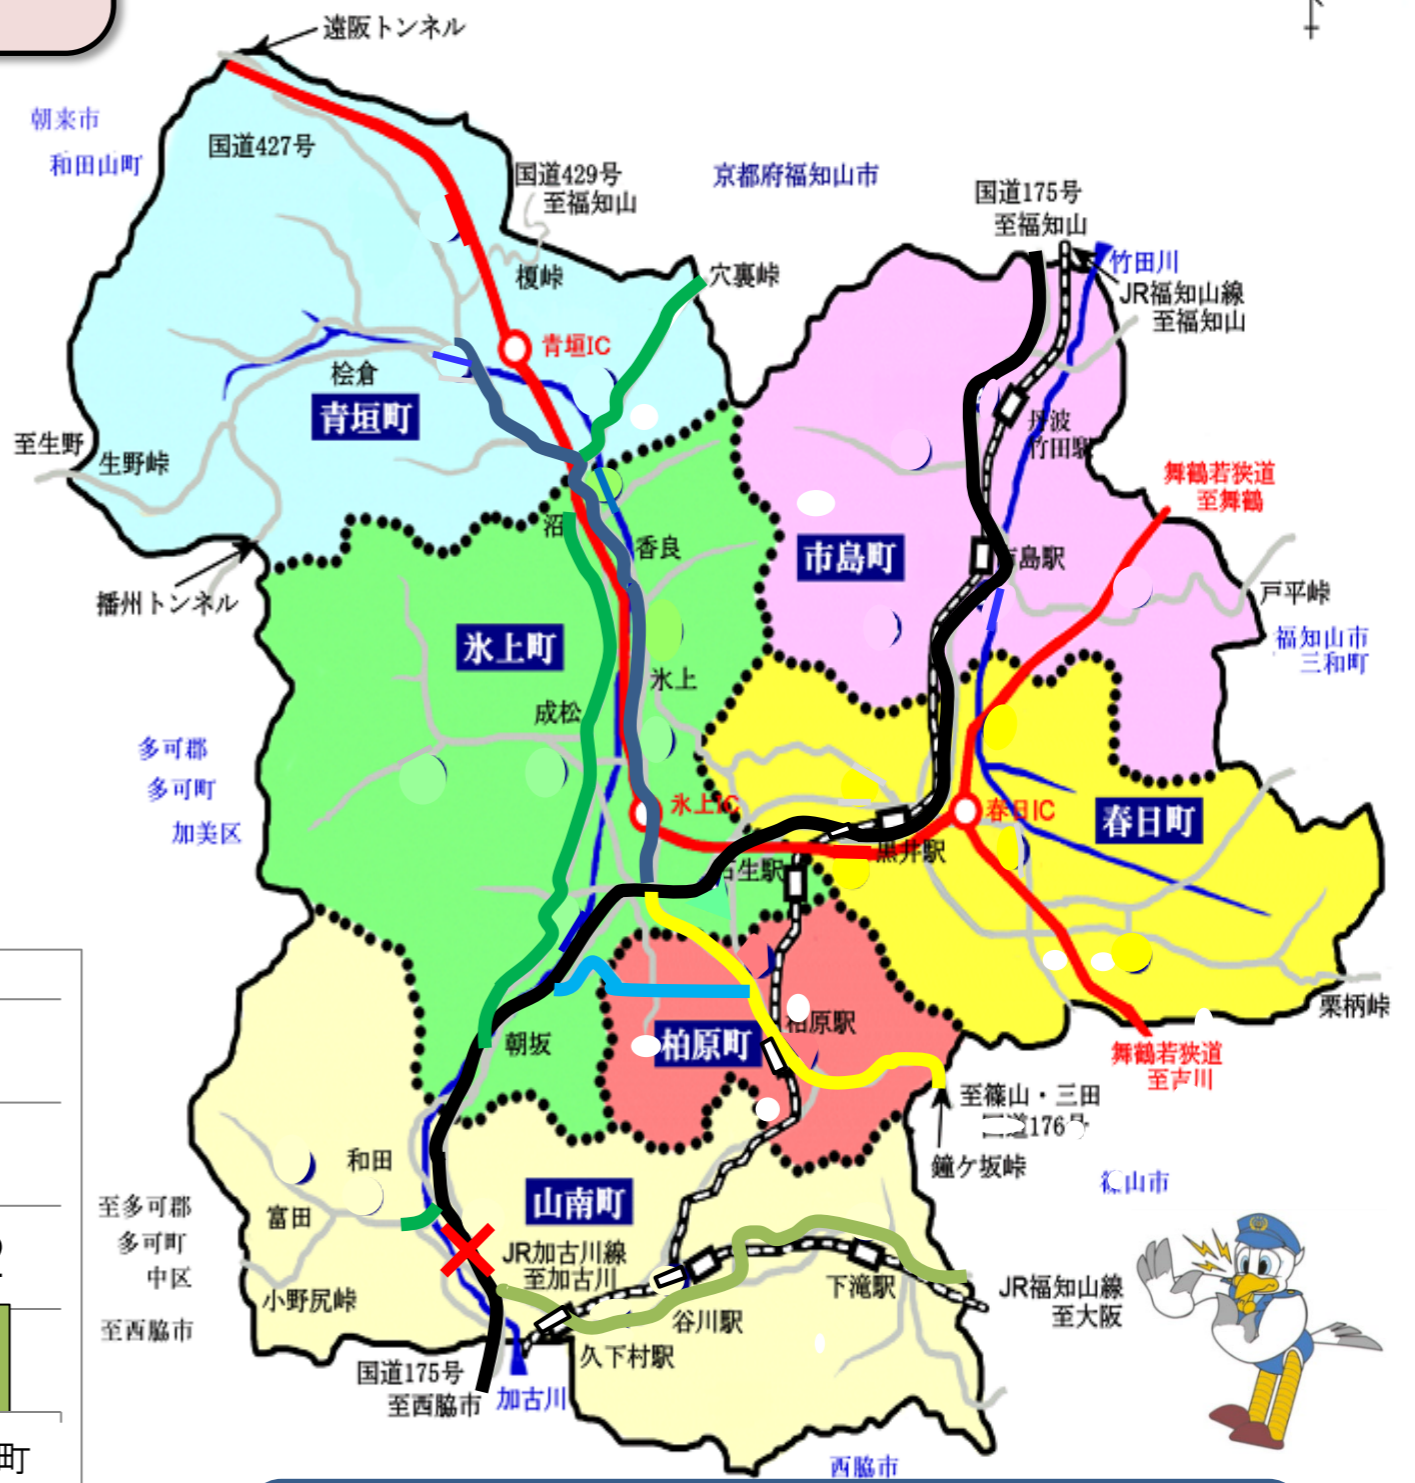 遠阪トンネル
朝来市
和田山町
国道427号
国道429号
至福知山
京都府福知山市
国道175号
至福知山
榎峠
穴裏峠
竹田川
JR福知山線
至福知山
青垣IC
桧倉
青垣町
丹波
竹田駅
至生野
生野峠
舞鶴若狭道
至舞鶴
沼
香良
市島町
島駅
播州トンネル
戸平峠
氷上町
福知山市
三和町
氷上
成松
多可郡
多可町
加美区
氷上IC
春日IC
春日町
黒井駅
石生駅
栗柄峠
柏原駅
柏原町
朝坂
舞鶴若狭道
至吉川
至篠山・三田
国道176号
鐘ケ坂峠
和田
篠山市
山南町
至多可郡
多可町
中区
富田
JR加古川線
至加古川
下滝駅
JR福知山線
至大阪
小野尻峠
谷川駅
至西脇市
久下村駅
国道175号
至西脇市
加古川
町
西脇市